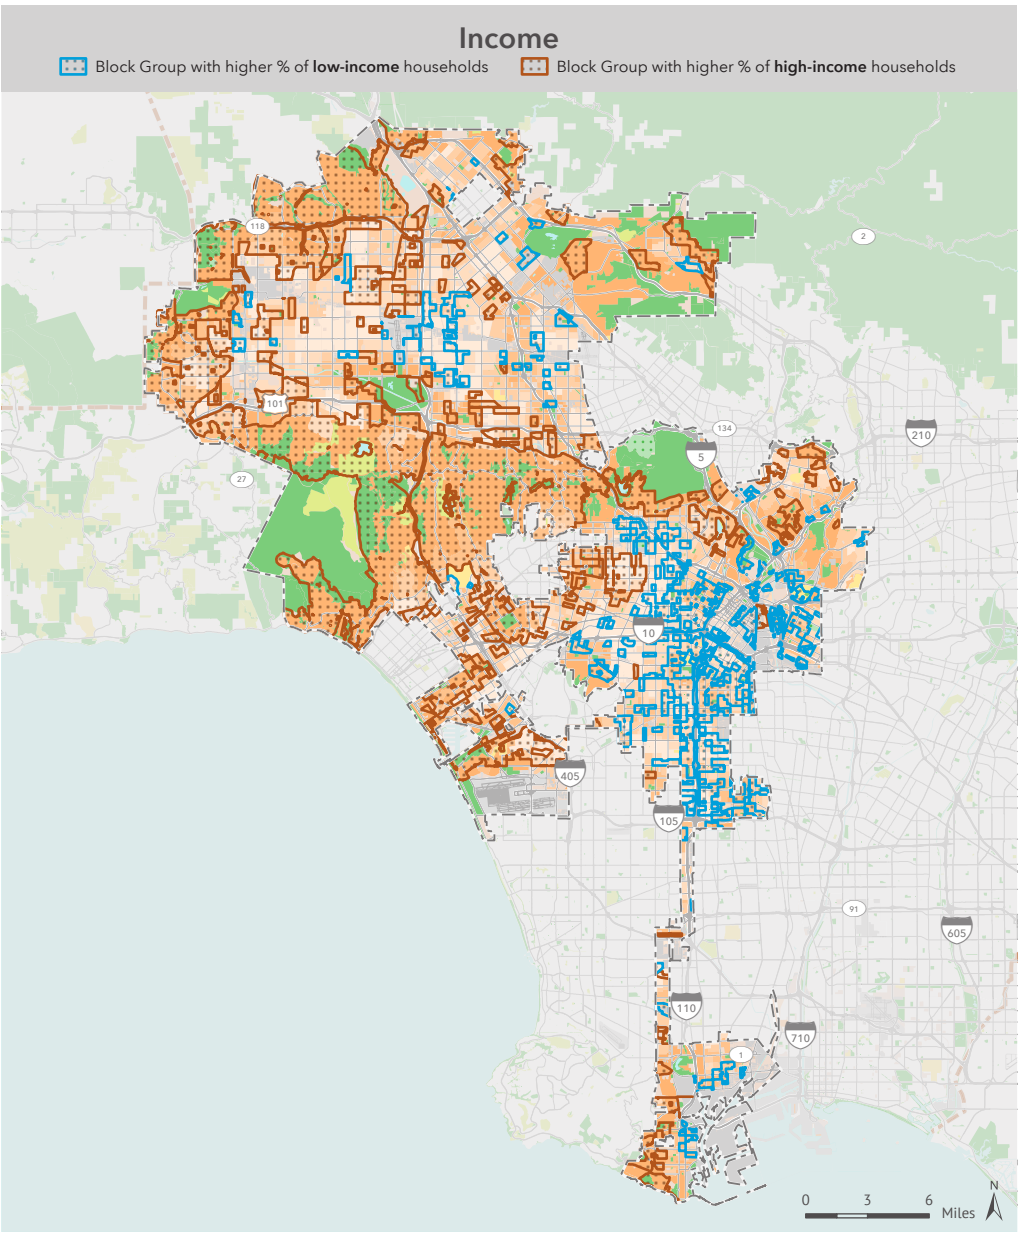 Income
Block Group with higher % of low-income households
Block Group with higher % of high-income households
118
2
101
134
210
5
27
10
405
105
91
605
110
710
1
N
0 3 6
Miles